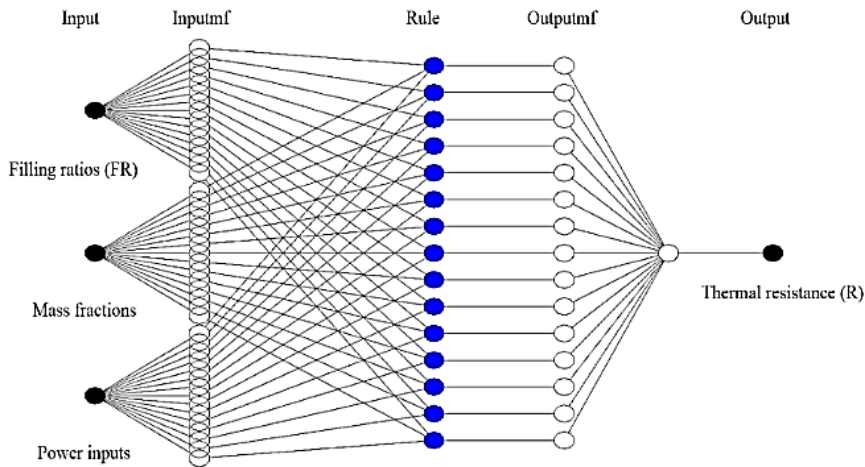 Input Inputmf Rule Outputmf Output
Filling ratios (FR)
Mass fractions
Thermal resistance (R)
Power inputs